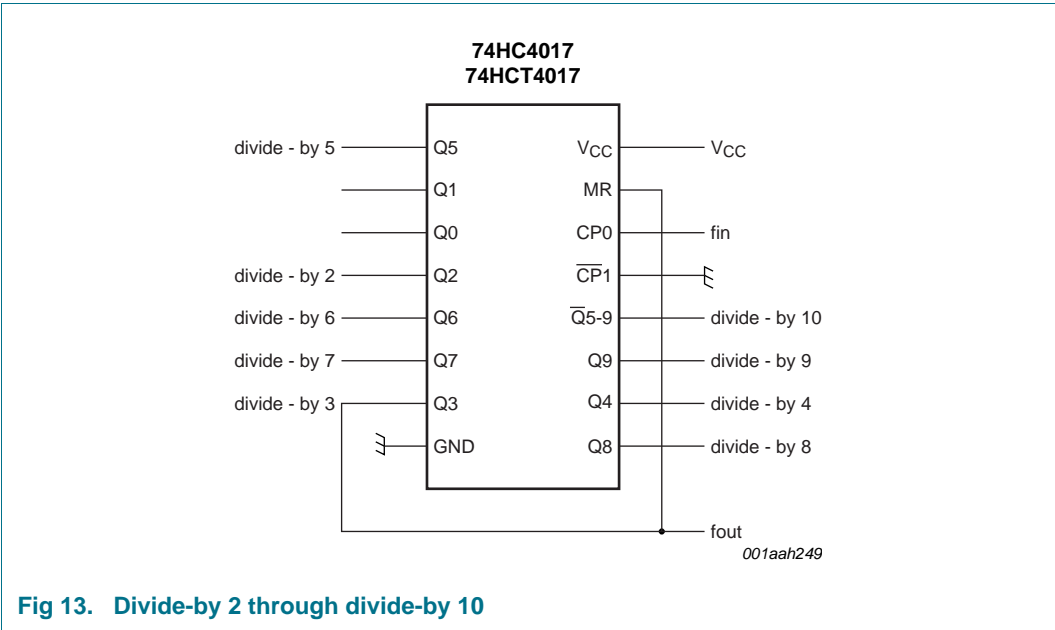 74HC4017
74HCT4017
divide - by 5 Q5 VCC VCC
Q1 MR
Q0 CP0 fin
divide - by 2 Q2 C̅P̅1
divide - by 6 Q6 Q̅5-9 divide - by 10
divide - by 7 Q7 Q9 divide - by 9
divide - by 3 Q3 Q4 divide - by 4
GND Q8 divide - by 8
fout
001aah249
Fig 13. Divide-by 2 through divide-by 10